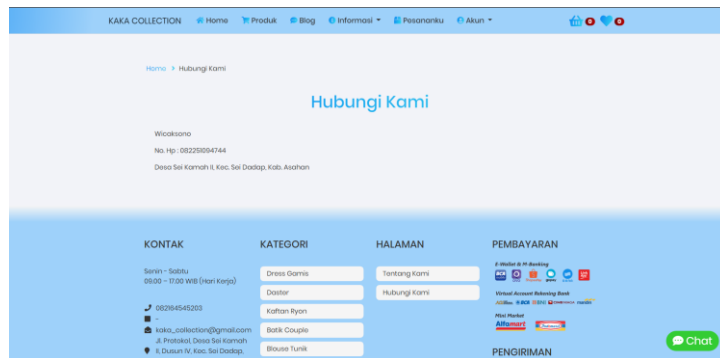 KAKA COLLECTION Home Produk Blog Informasi Pesananku Akun 0 0
Home > Hubungi Kami
Hubungi Kami
Wicaksono
No. Hp : 082251094744
Desa Sei Kamah II, Kec. Sei Dadap, Kab. Asahan
KONTAK
Senin - Sabtu
09.00 - 17.00 WIB (Hari Kerja)
082164545203
-
kaka_collection@gmail.com
Jl. Protokol, Desa Sei Kamah
II, Dusun IV, Kec. Sei Dadap,
KATEGORI
Dress Gamis
Daster
Kaftan Ryon
Batik Couple
Blouse Tunik
HALAMAN
Tentang Kami
Hubungi Kami
PEMBAYARAN
E-Wallet & M-Banking
Virtual Account Rekening Bank
Mini Market
Alfamart
PENGIRIMAN
Chat